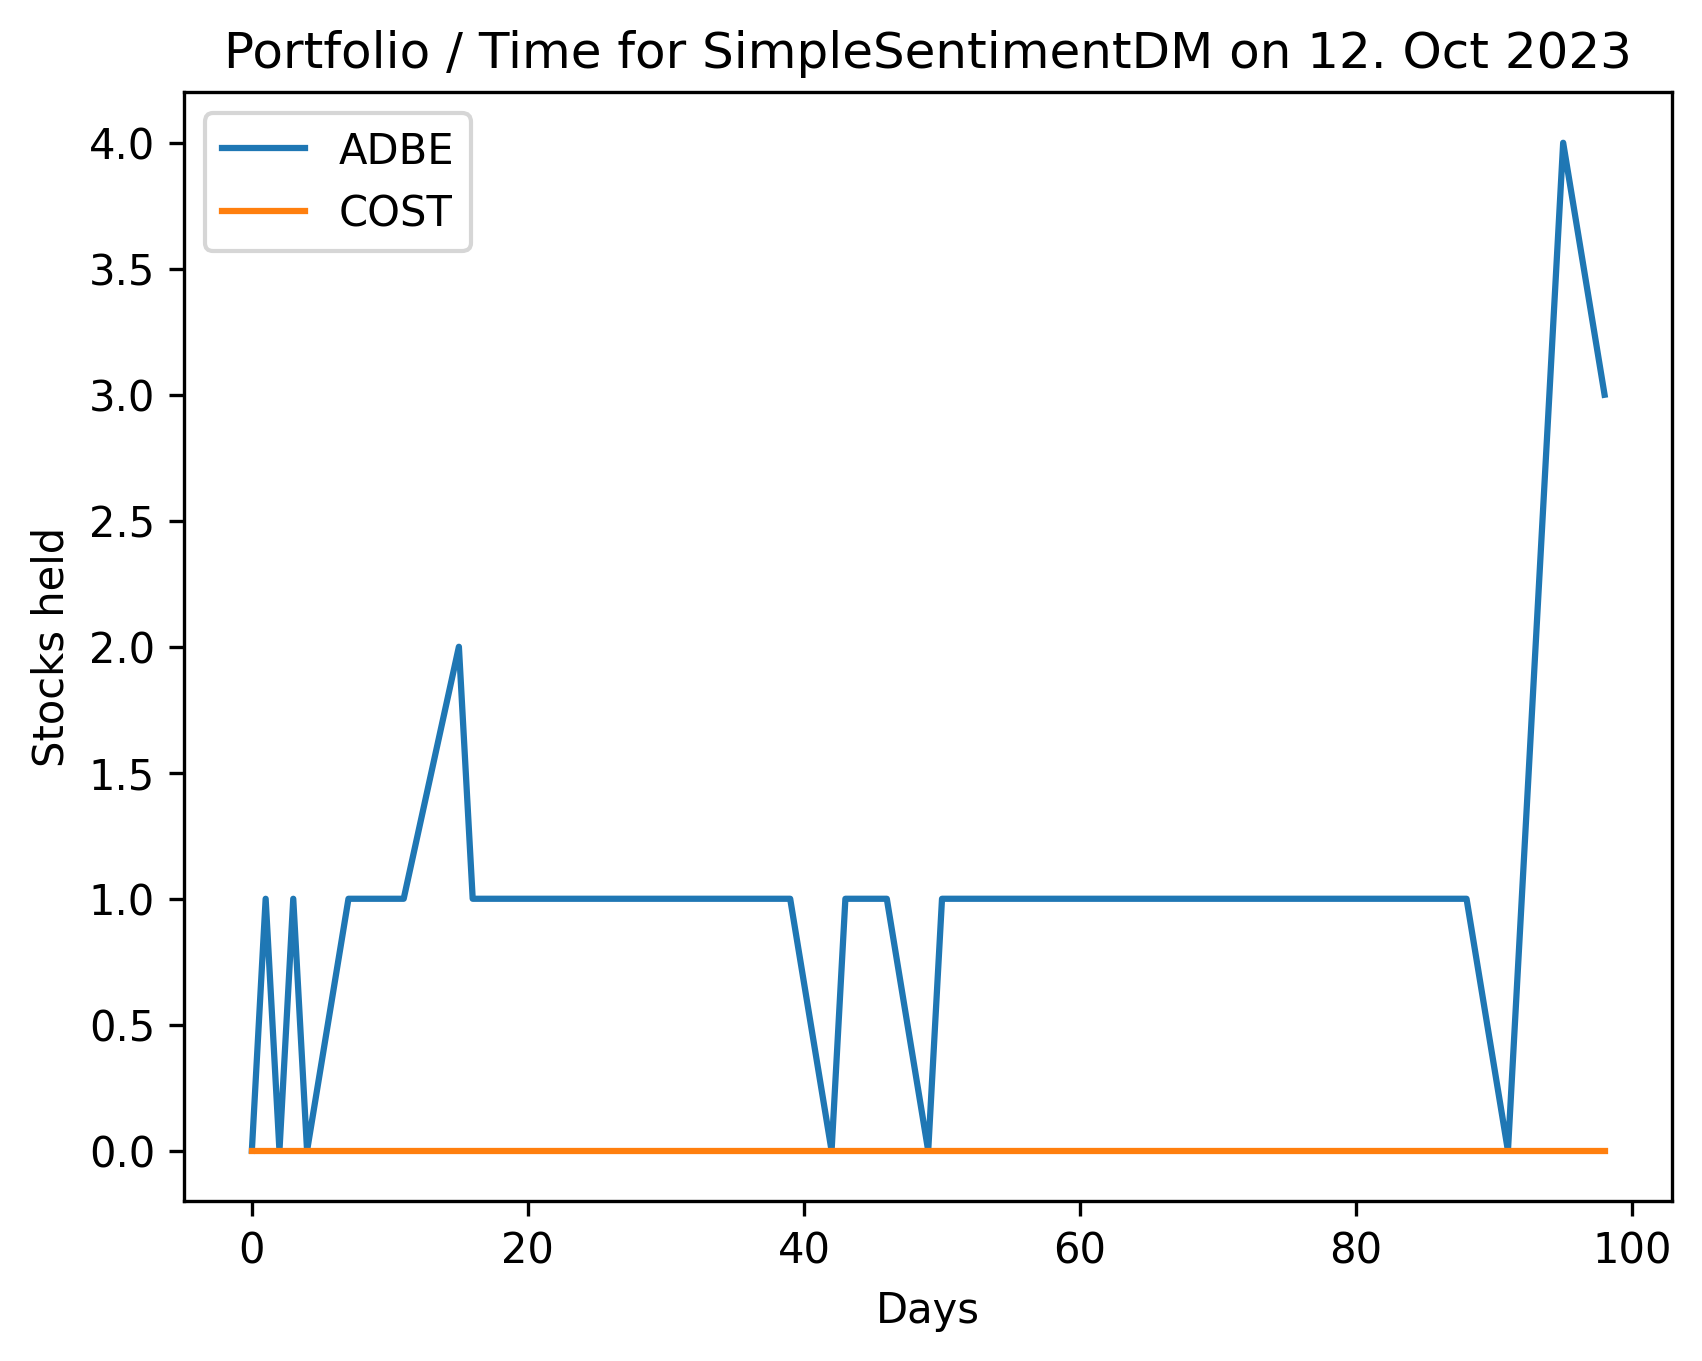 Portfolio / Time for SimpleSentimentDM on 12. Oct 2023
ADBE
COST
4.0
3.5
3.0
2.5
2.0
1.5
1.0
0.5
0.0
Stocks held
0 20 40 60 80 100
Days